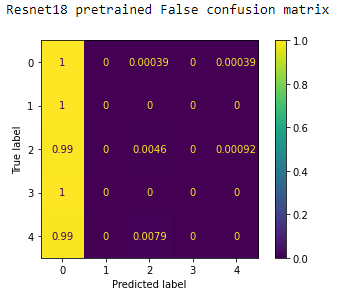 Resnet18 pretrained False confusion matrix
1.0
0 1 0 0.00039 0 0.00039
1 1 0 0 0 0
0.8
2 0.99 0 0.0046 0 0.00092
0.6
3 1 0 0 0 0
0.4
4 0.99 0 0.0079 0 0
0.2
0.0
True label
0 1 2 3 4
Predicted label